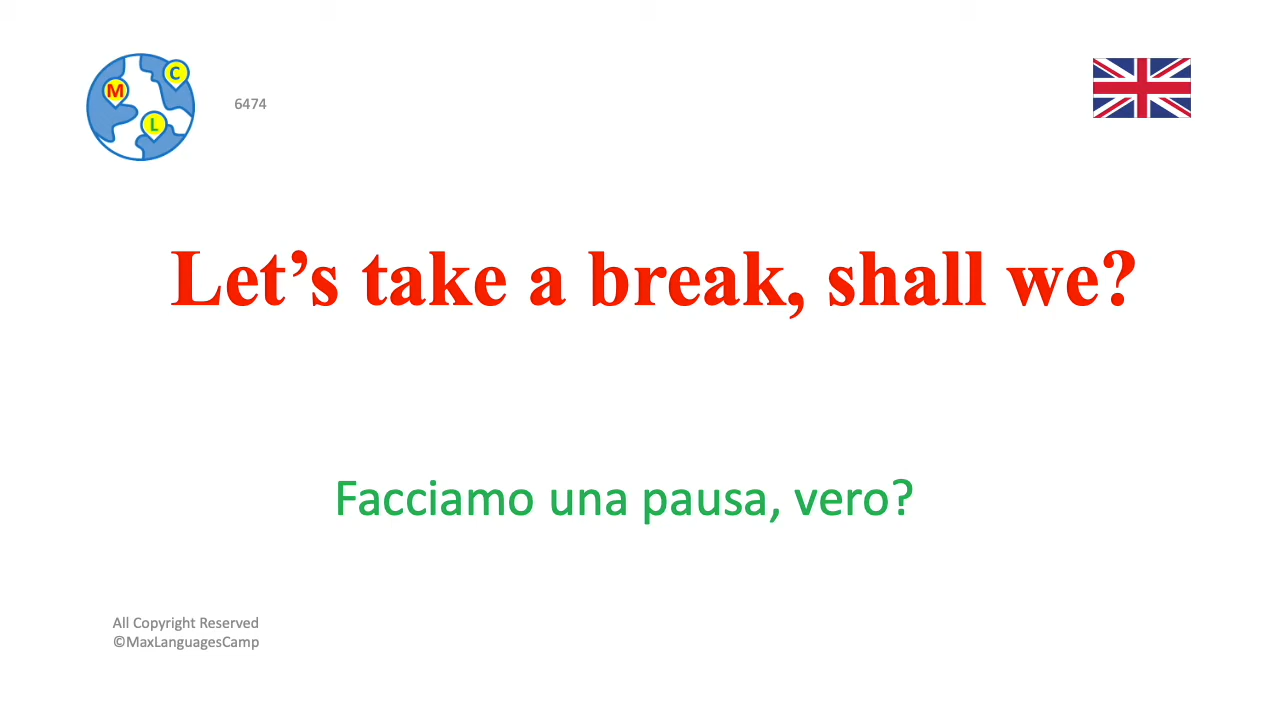 M
C
L
6474
Let’s take a break, shall we?
Facciamo una pausa, vero?
All Copyright Reserved
©MaxLanguagesCamp